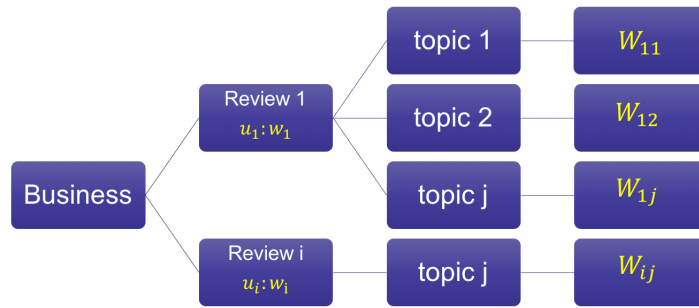 topic 1
W₁₁
Review 1
u₁:w₁
topic 2
W₁₂
Business
topic j
W₁ⱼ
Review i
uᵢ:wᵢ
topic j
Wᵢⱼ